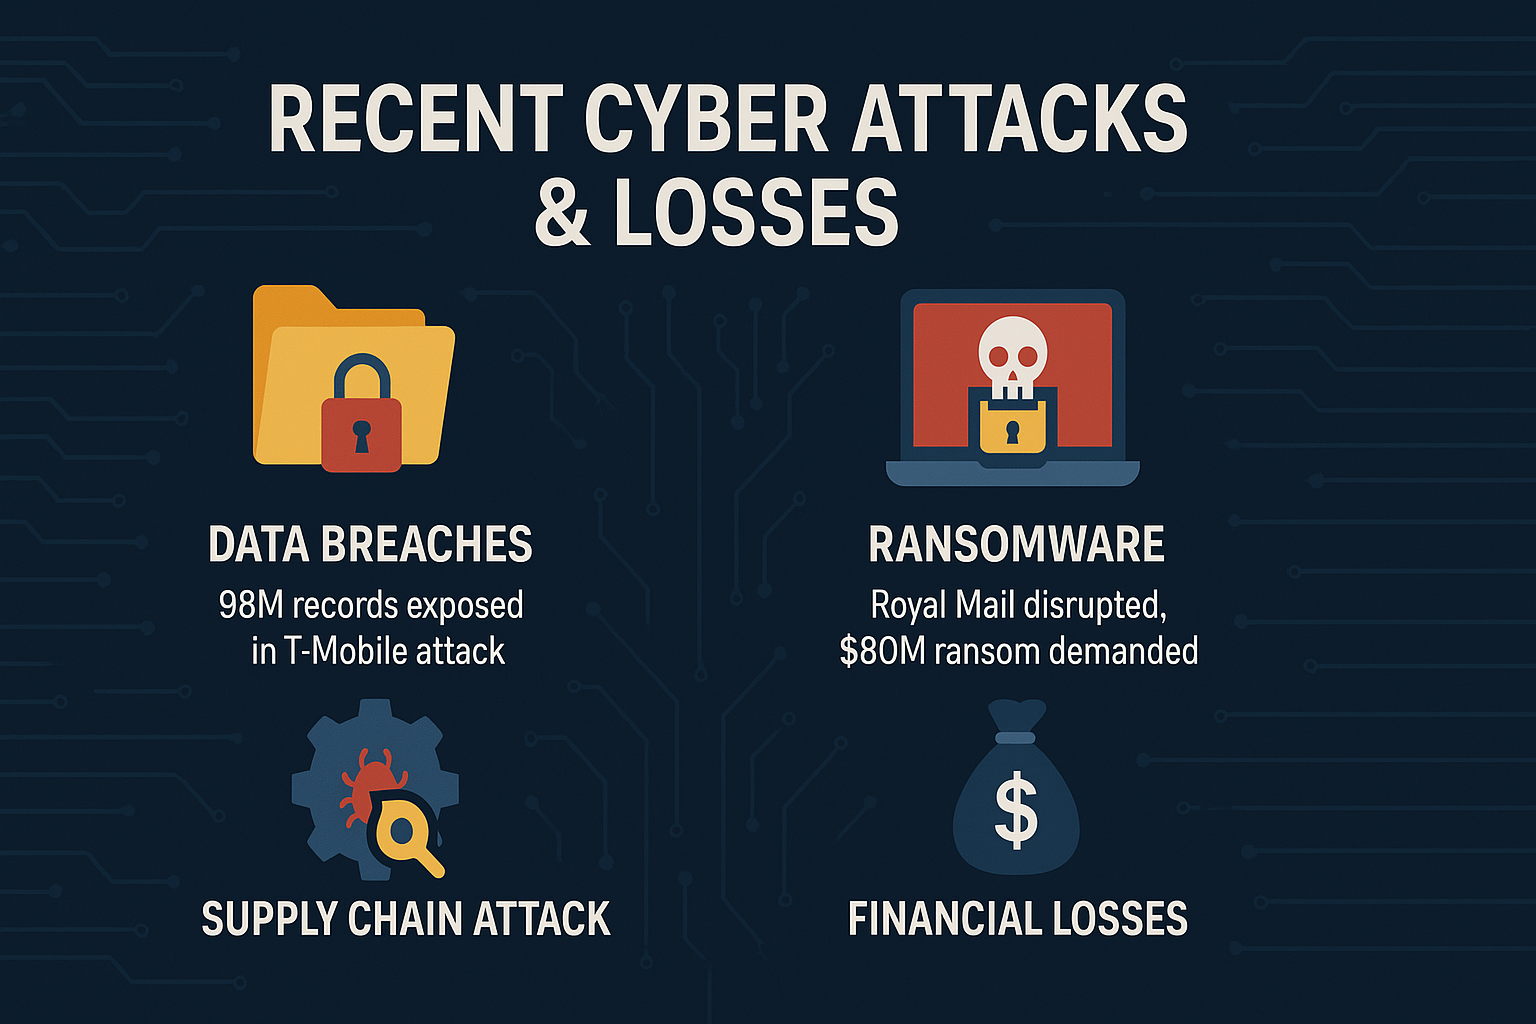 RECENT CYBER ATTACKS
& LOSSES
DATA BREACHES
98M records exposed
in T-Mobile attack
RANSOMWARE
Royal Mail disrupted,
$80M ransom demanded
SUPPLY CHAIN ATTACK
$
FINANCIAL LOSSES